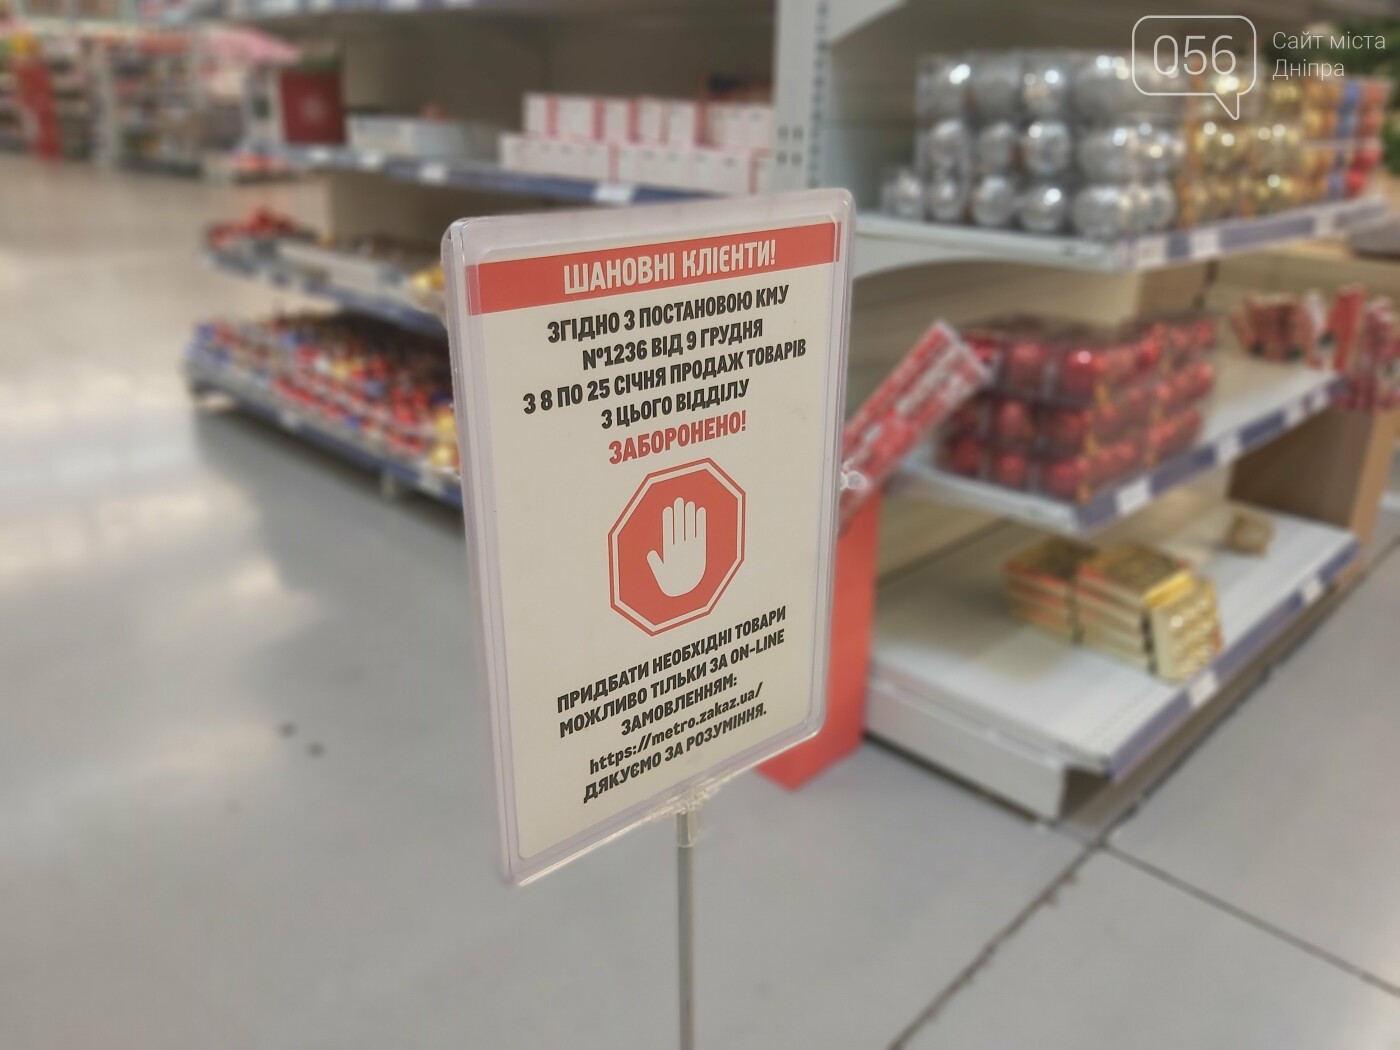 056
Сайт міста
Дніпра
ШАНОВНІ КЛІЄНТИ!
ЗГІДНО З ПОСТАНОВОЮ КМУ
№1236 ВІД 9 ГРУДНЯ
З 8 ПО 25 СІЧНЯ ПРОДАЖ ТОВАРІВ
З ЦЬОГО ВІДДІЛУ
ЗАБОРОНЕНО!
ПРИДБАТИ НЕОБХІДНІ ТОВАРИ
МОЖЛИВО ТІЛЬКИ ЗА ON-LINE
ЗАМОВЛЕННЯМ:
https://metro.zakaz.ua/
ДЯКУЄМО ЗА РОЗУМІННЯ.